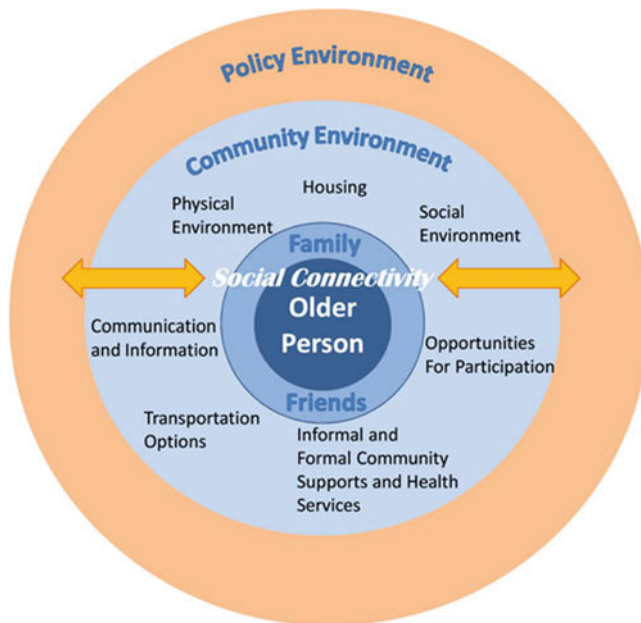 Policy Environment
Community Environment
Housing
Physical
Environment
Social
Environment
Family
Social Connectivity
Older
Person
Communication
and Information
Opportunities
For Participation
Friends
Transportation
Options
Informal and
Formal Community
Supports and Health
Services